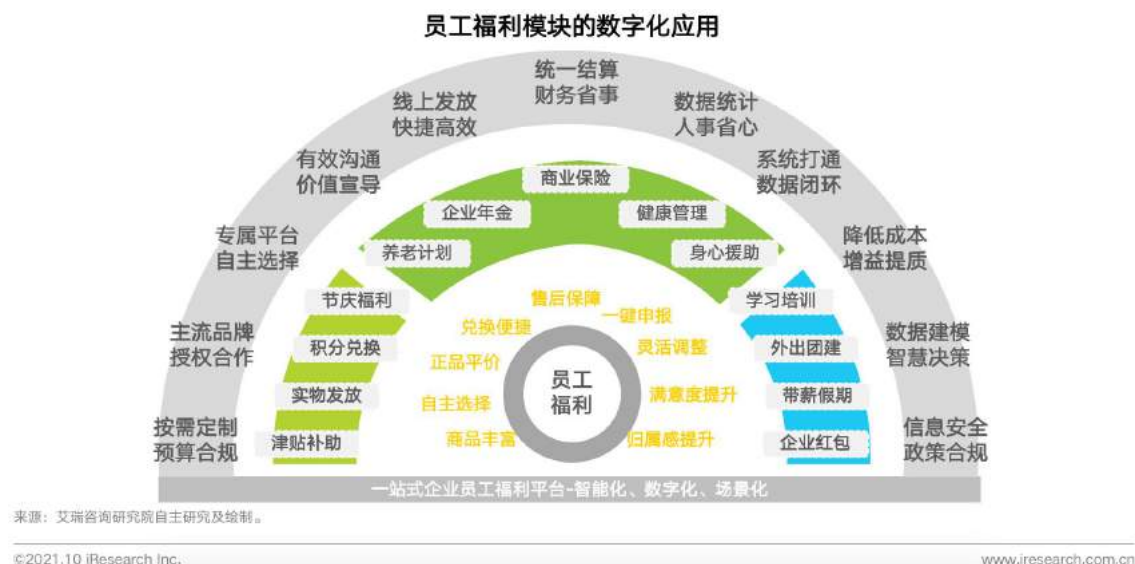 员工福利模块的数字化应用
统一结算
财务省事
线上发放
快捷高效
数据统计
人事省心
有效沟通
价值宣导
系统打通
数据闭环
专属平台
自主选择
降低成本
增益提质
主流品牌
授权合作
数据建模
智慧决策
按需定制
预算合规
信息安全
政策合规
商业保险
企业年金
健康管理
养老计划
身心援助
节庆福利
积分兑换
实物发放
津贴补助
学习培训
外出团建
带薪假期
企业红包
售后保障
一键申报
兑换便捷
灵活调整
正品平价
满意度提升
自主选择
归属感提升
商品丰富
员工
福利
一站式企业员工福利平台-智能化、数字化、场景化
来源：艾瑞咨询研究院自主研究及绘制。
©2021.10 iResearch Inc.
www.iresearch.com.cn